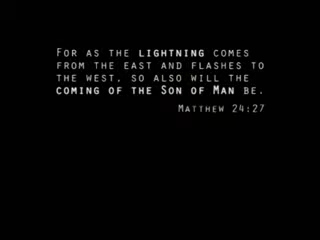 For as the lightning comes
from the east and flashes to
the west, so also will the
coming of the Son of Man be.
Matthew 24:27